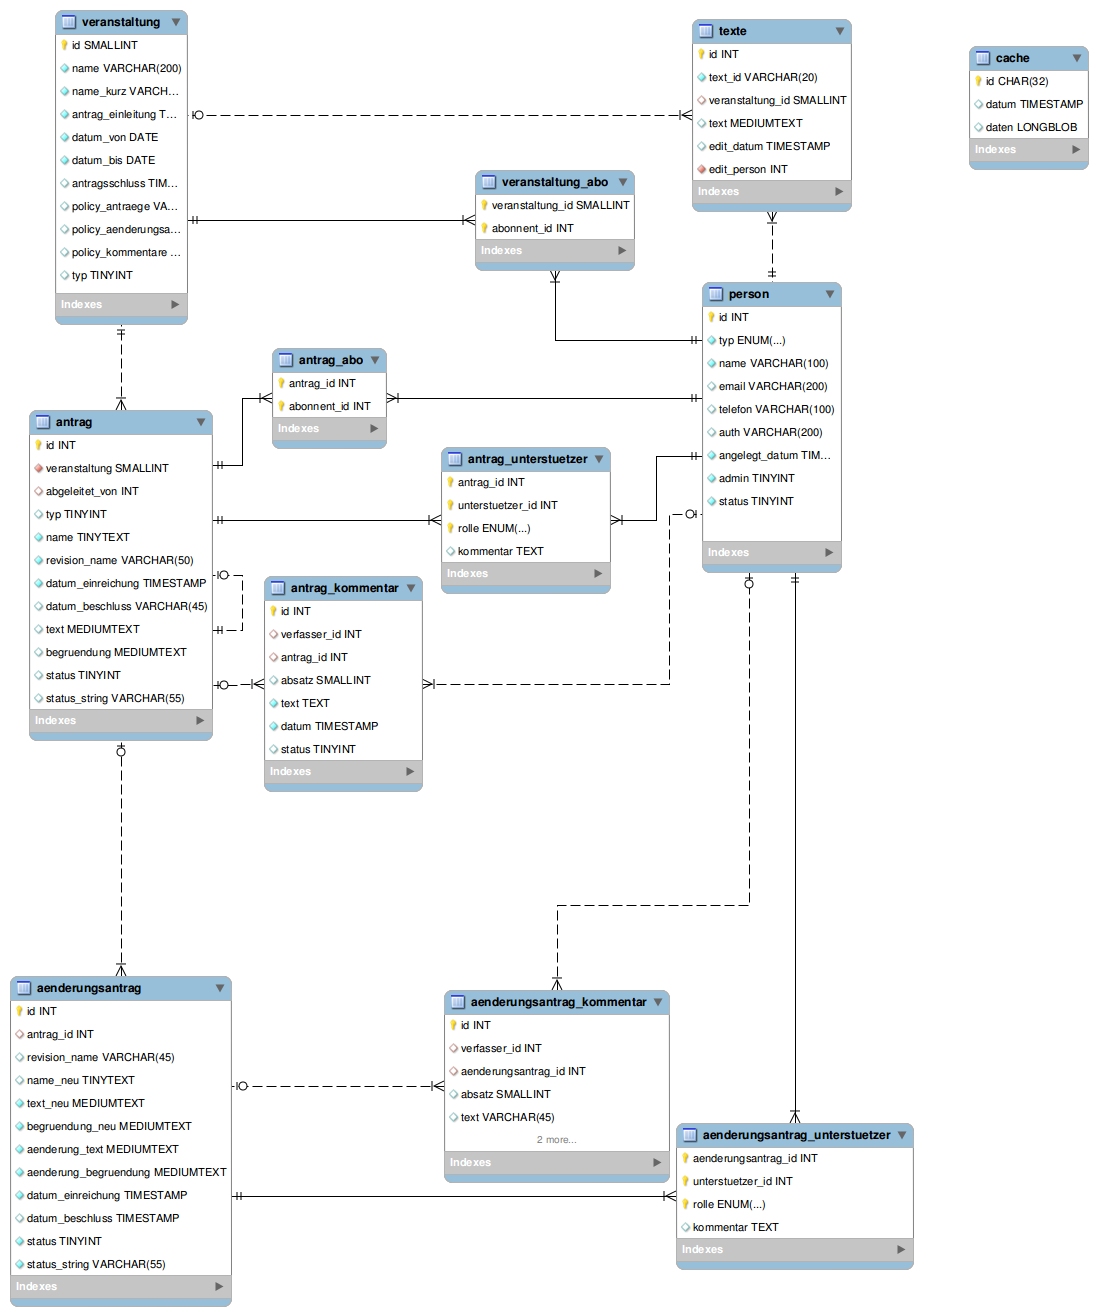 veranstaltung
id SMALLINT
name VARCHAR(200)
name_kurz VARCH...
antrag_einleitung T...
datum_von DATE
datum_bis DATE
antragsschluss TIM...
policy_antraege VA...
policy_aenderungsa...
policy_kommentare ...
typ TINYINT
Indexes
texte
id INT
text_id VARCHAR(20)
veranstaltung_id SMALLINT
text MEDIUMTEXT
edit_datum TIMESTAMP
edit_person INT
Indexes
cache
id CHAR(32)
datum TIMESTAMP
daten LONGBLOB
Indexes
veranstaltung_abo
veranstaltung_id SMALLINT
abonnent_id INT
Indexes
person
id INT
typ ENUM(...)
name VARCHAR(100)
email VARCHAR(200)
telefon VARCHAR(100)
auth VARCHAR(200)
angelegt_datum TIM...
admin TINYINT
status TINYINT
Indexes
antrag_abo
antrag_id INT
abonnent_id INT
Indexes
antrag
id INT
veranstaltung SMALLINT
abgeleitet_von INT
typ TINYINT
name TINYTEXT
revision_name VARCHAR(50)
datum_einreichung TIMESTAMP
datum_beschluss VARCHAR(45)
text MEDIUMTEXT
begruendung MEDIUMTEXT
status TINYINT
status_string VARCHAR(55)
Indexes
antrag_unterstuetzer
antrag_id INT
unterstuetzer_id INT
rolle ENUM(...)
kommentar TEXT
Indexes
antrag_kommentar
id INT
verfasser_id INT
antrag_id INT
absatz SMALLINT
text TEXT
datum TIMESTAMP
status TINYINT
Indexes
aenderungsantrag
id INT
antrag_id INT
revision_name VARCHAR(45)
name_neu TINYTEXT
text_neu MEDIUMTEXT
begruendung_neu MEDIUMTEXT
aenderung_text MEDIUMTEXT
aenderung_begruendung MEDIUMTEXT
datum_einreichung TIMESTAMP
datum_beschluss TIMESTAMP
status TINYINT
status_string VARCHAR(55)
Indexes
aenderungsantrag_kommentar
id INT
verfasser_id INT
aenderungsantrag_id INT
absatz SMALLINT
text VARCHAR(45)
2 more...
Indexes
aenderungsantrag_unterstuetzer
aenderungsantrag_id INT
unterstuetzer_id INT
rolle ENUM(...)
kommentar TEXT
Indexes